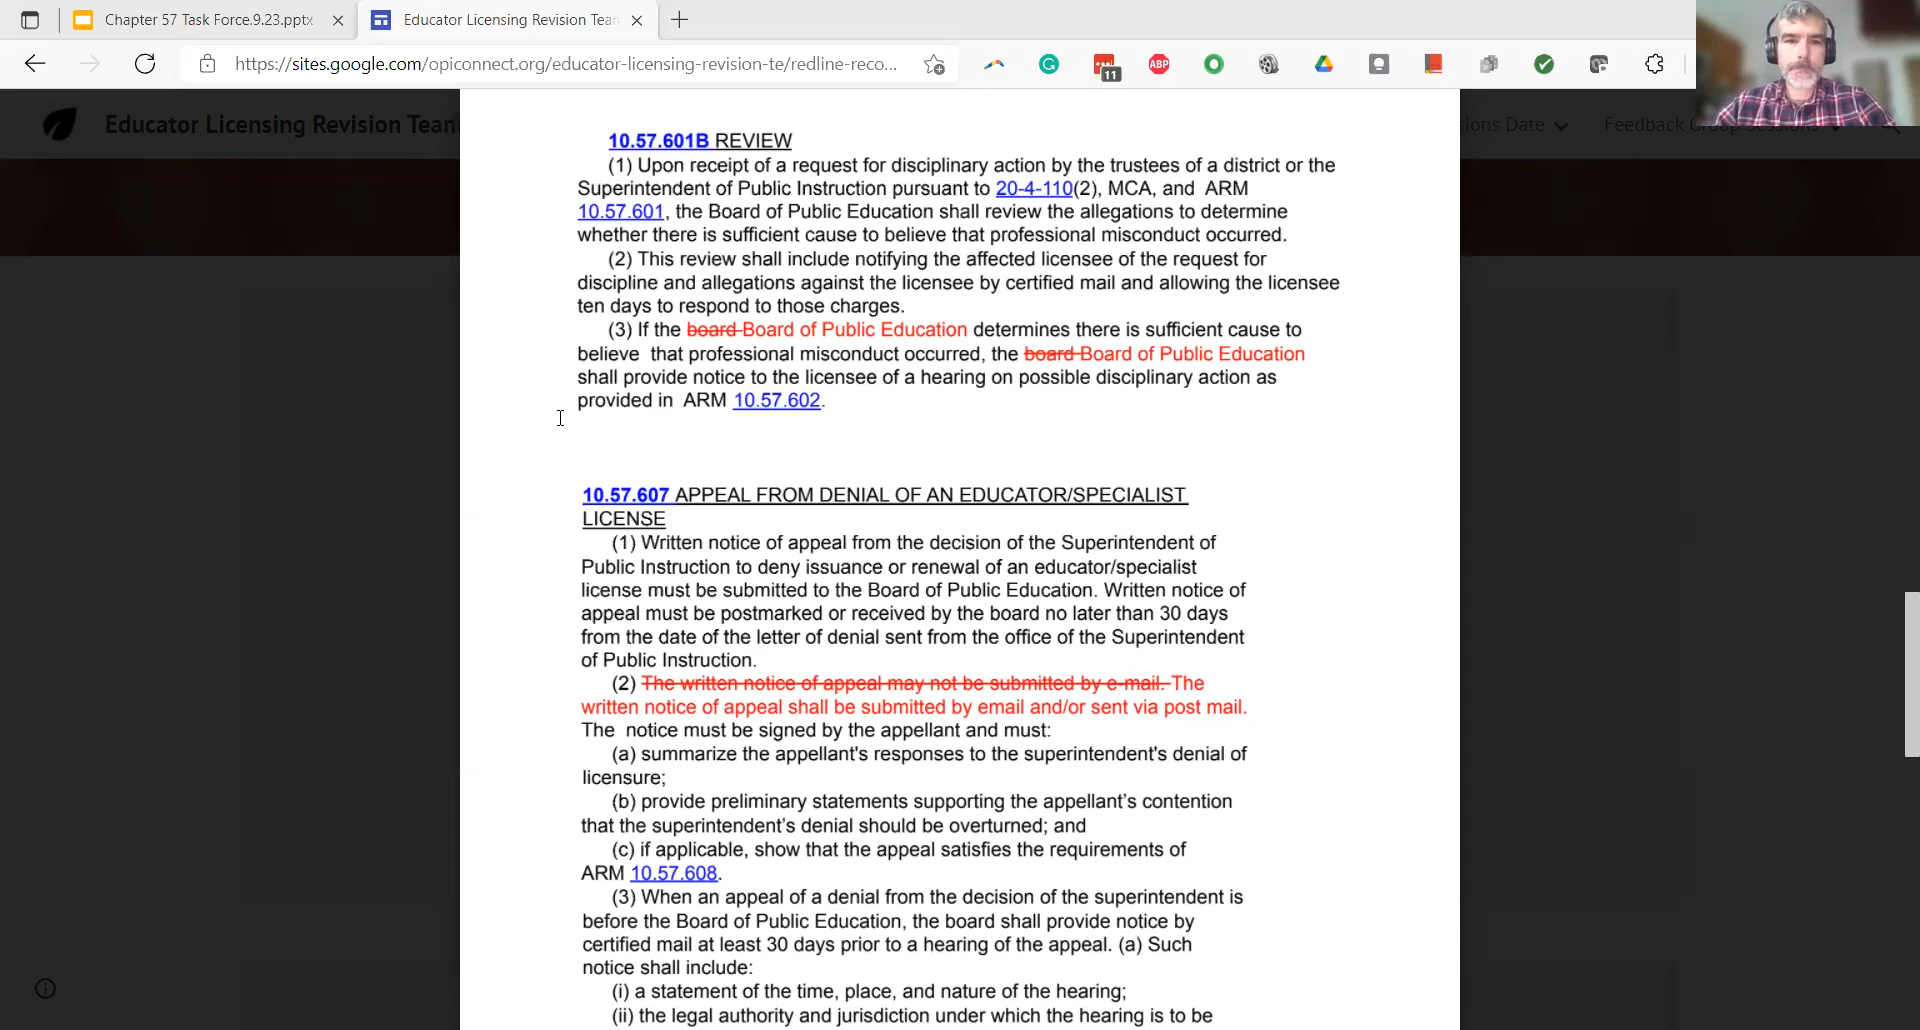 Chapter 57 Task Force.9.23.pptx
Educator Licensing Revision Tear
https://sites.google.com/opiconnect.org/educator-licensing-revision-te/redline-reco...
11
ABP
Educator Licensing Revision Team
sions Date
Feedback Group Sessions
10.57.601B REVIEW
(1) Upon receipt of a request for disciplinary action by the trustees of a district or the
Superintendent of Public Instruction pursuant to 20-4-110(2), MCA, and ARM
10.57.601, the Board of Public Education shall review the allegations to determine
whether there is sufficient cause to believe that professional misconduct occurred.
(2) This review shall include notifying the affected licensee of the request for
discipline and allegations against the licensee by certified mail and allowing the licensee
ten days to respond to those charges.
(3) If the board Board of Public Education determines there is sufficient cause to
believe that professional misconduct occurred, the board Board of Public Education
shall provide notice to the licensee of a hearing on possible disciplinary action as
provided in ARM 10.57.602.
10.57.607 APPEAL FROM DENIAL OF AN EDUCATOR/SPECIALIST
LICENSE
(1) Written notice of appeal from the decision of the Superintendent of
Public Instruction to deny issuance or renewal of an educator/specialist
license must be submitted to the Board of Public Education. Written notice of
appeal must be postmarked or received by the board no later than 30 days
from the date of the letter of denial sent from the office of the Superintendent
of Public Instruction.
(2) The written notice of appeal may not be submitted by e-mail. The
written notice of appeal shall be submitted by email and/or sent via post mail.
The notice must be signed by the appellant and must:
(a) summarize the appellant's responses to the superintendent's denial of
licensure;
(b) provide preliminary statements supporting the appellant's contention
that the superintendent's denial should be overturned; and
(c) if applicable, show that the appeal satisfies the requirements of
ARM 10.57.608.
(3) When an appeal of a denial from the decision of the superintendent is
before the Board of Public Education, the board shall provide notice by
certified mail at least 30 days prior to a hearing of the appeal. (a) Such
notice shall include:
(i) a statement of the time, place, and nature of the hearing;
(ii) the legal authority and jurisdiction under which the hearing is to be